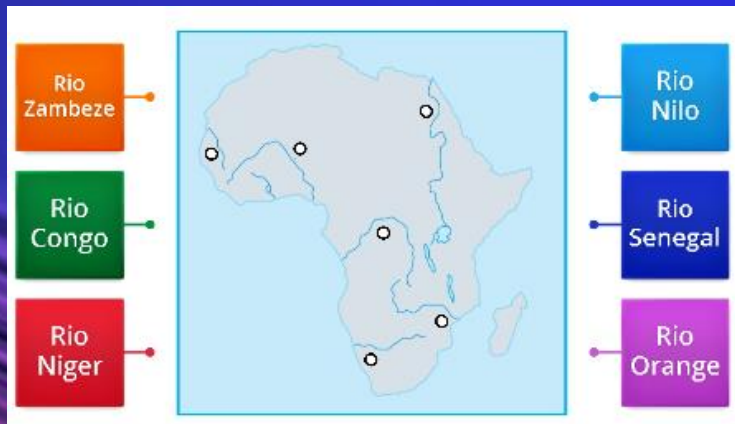 Rio
Zambeze
Rio
Congo
Rio
Niger
Rio
Nilo
Rio
Senegal
Rio
Orange